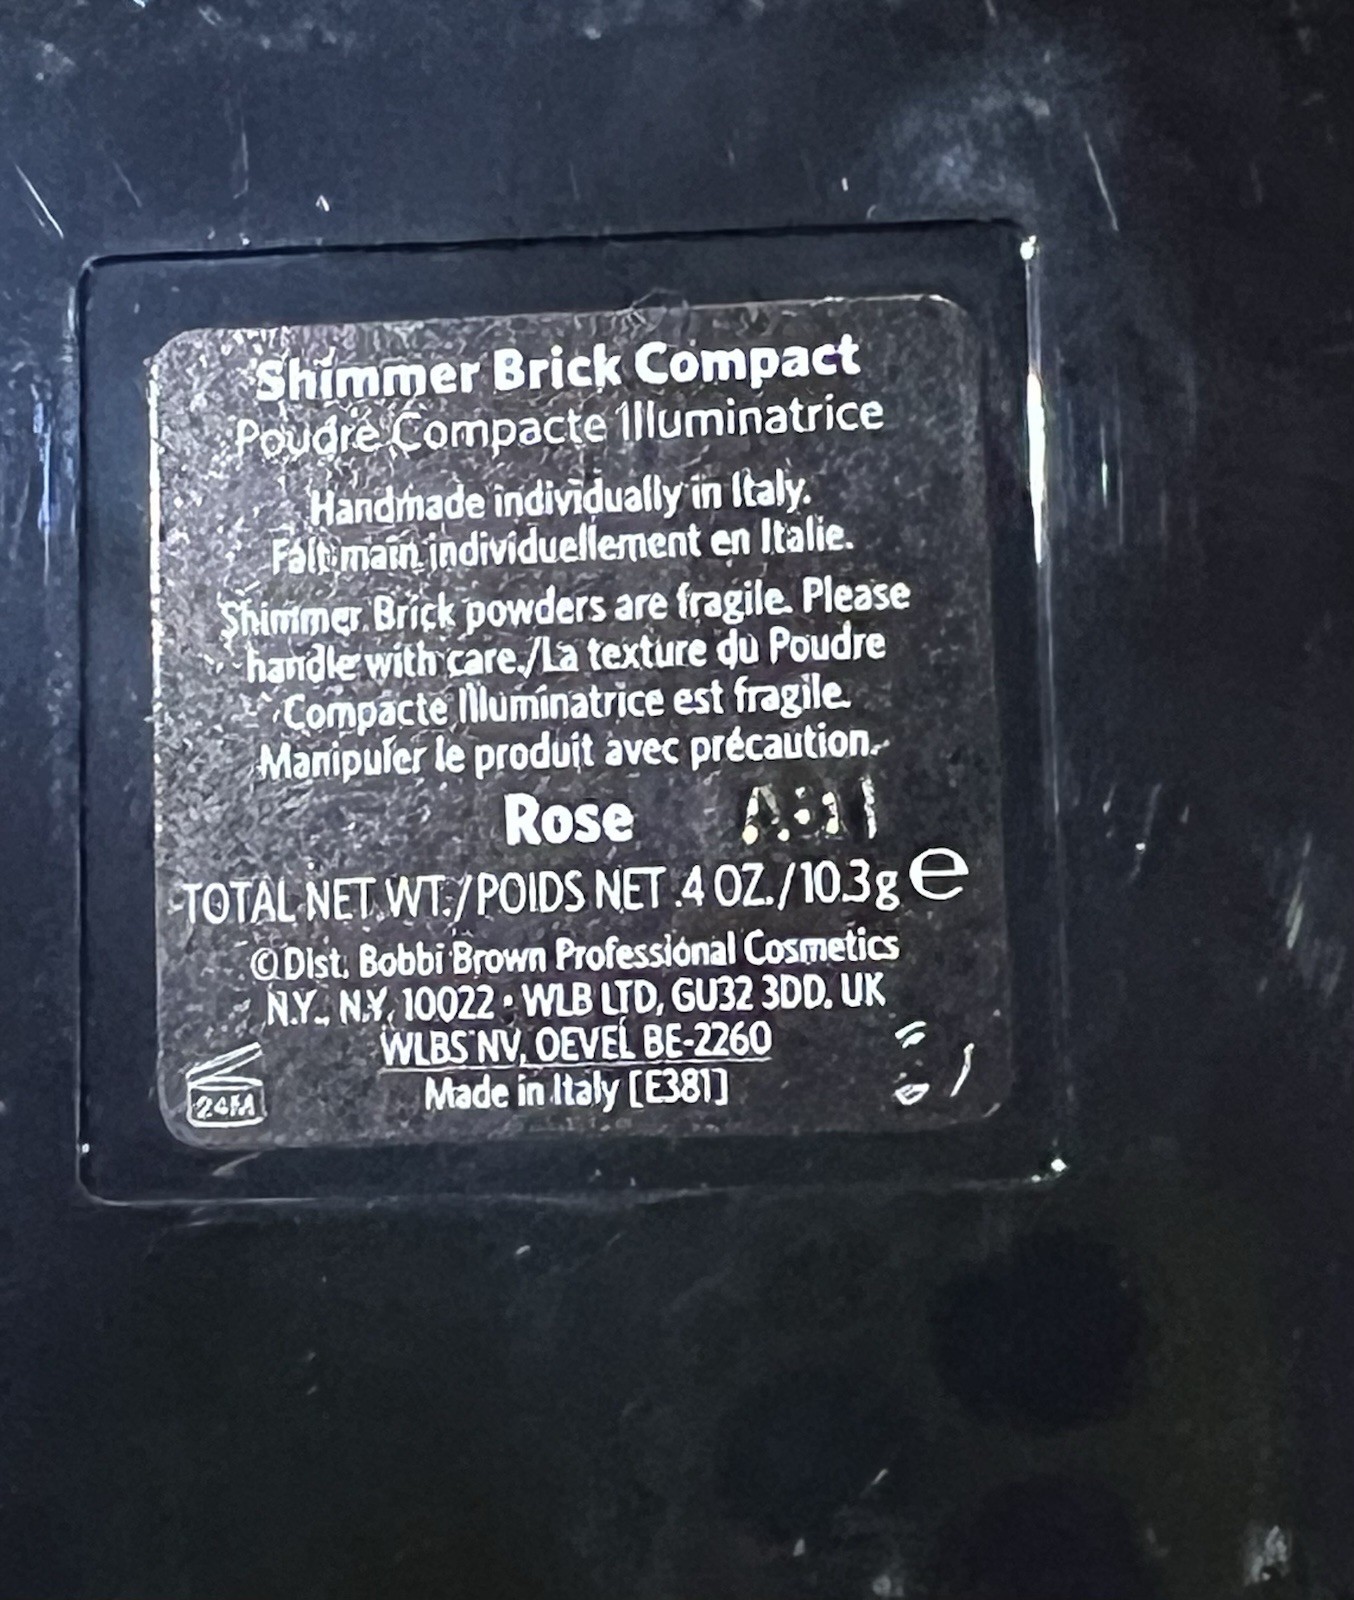 Shimmer Brick Compact
Poudre Compacte Illuminatrice
Handmade individually in Italy.
Fait main individuellement en Italie.
Shimmer Brick powders are fragile. Please
handle with care./La texture du Poudre
Compacte Illuminatrice est fragile.
Manipuler le produit avec précaution.
Rose
TOTAL NET WT./POIDS NET .4 OZ./10.3g e
© Dist. Bobbi Brown Professional Cosmetics
N.Y., N.Y. 10022 • WLB LTD, GU32 3DD. UK
WLBS NV, OEVEL BE-2260
Made in Italy [E381]
24M